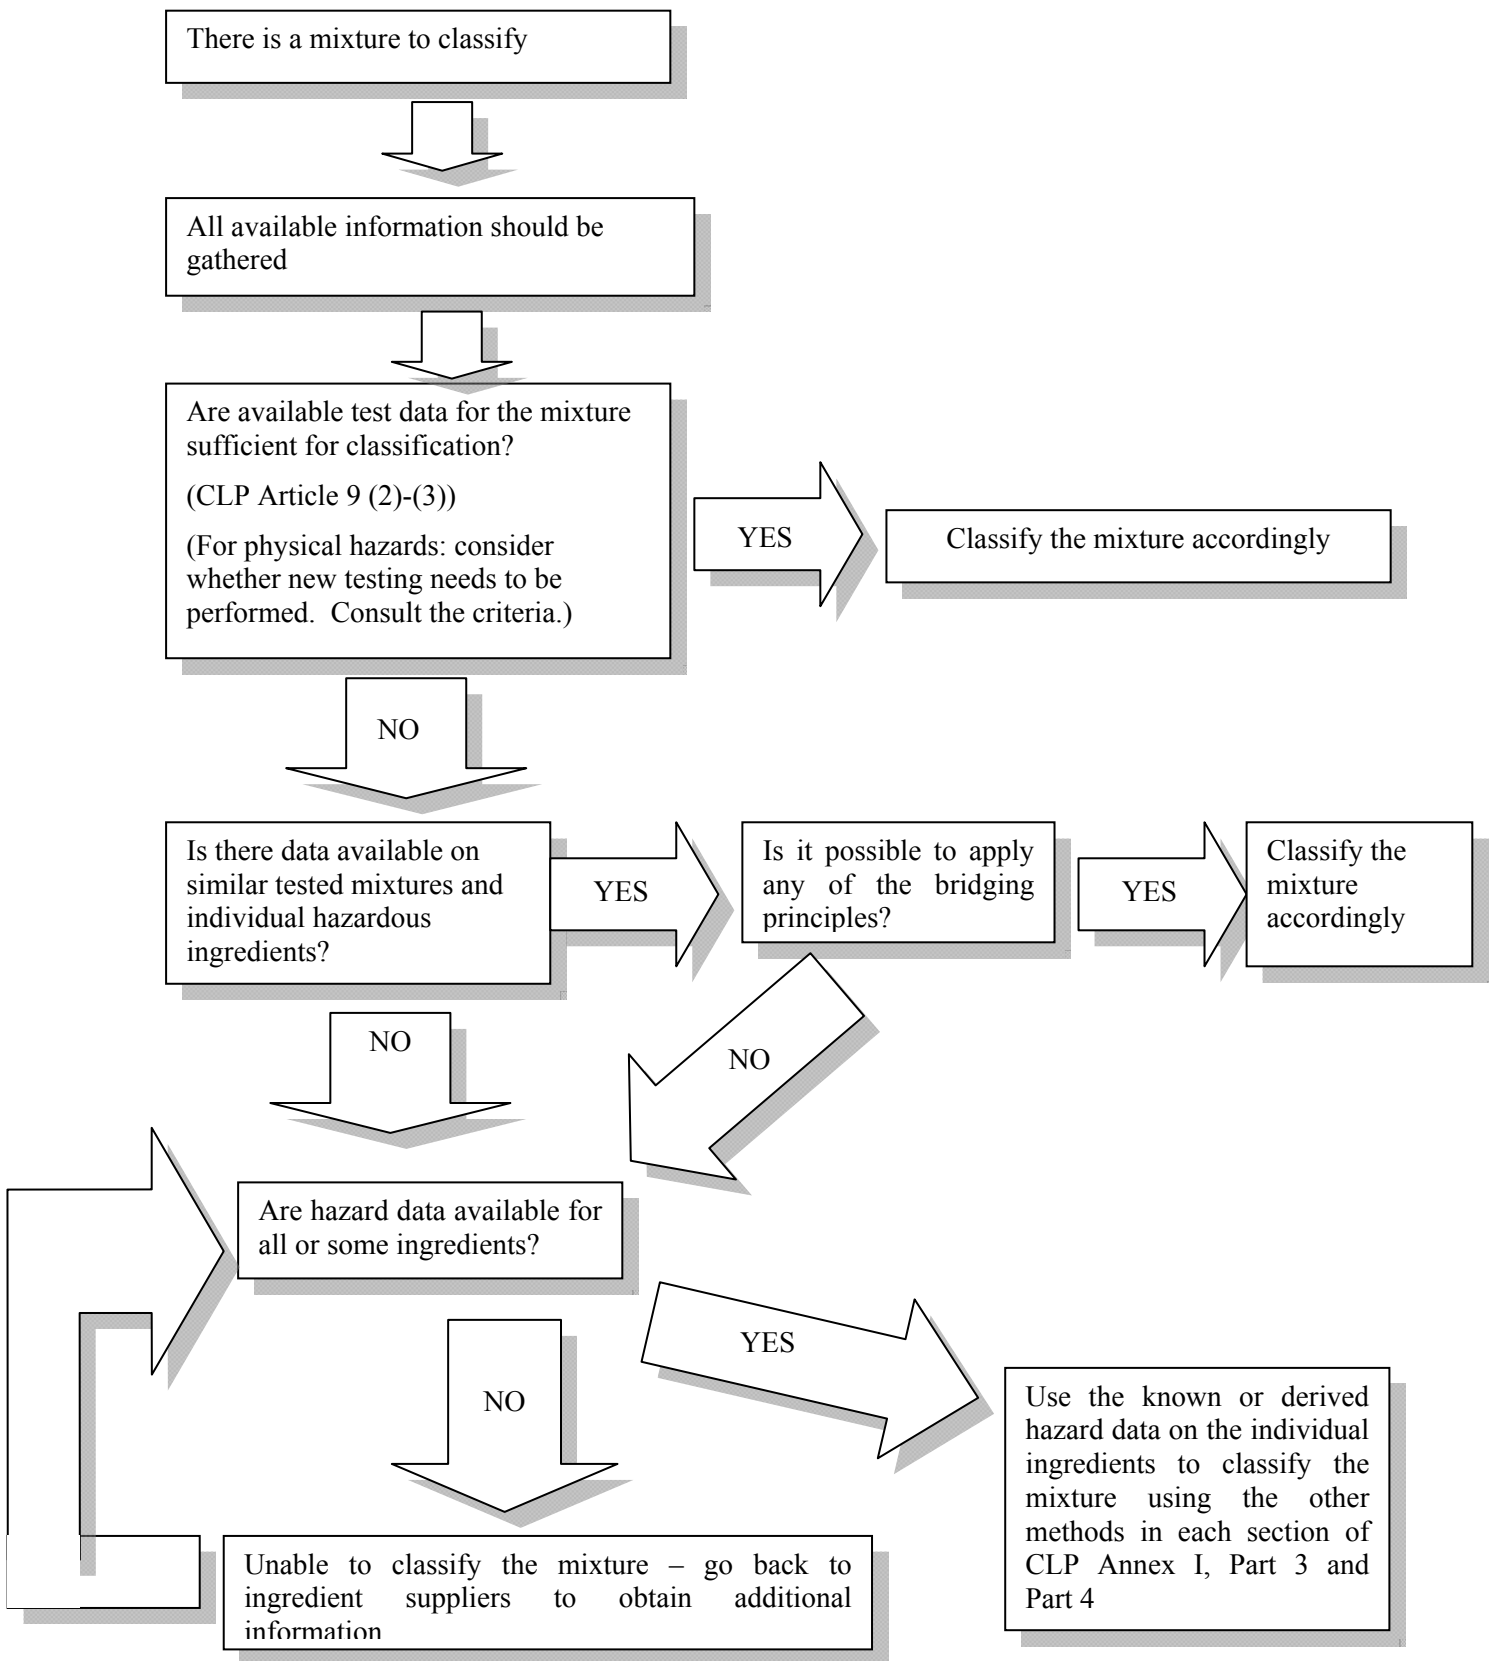 There is a mixture to classify
All available information should be
gathered
Are available test data for the mixture
sufficient for classification?
(CLP Article 9 (2)-(3))
(For physical hazards: consider
whether new testing needs to be
performed. Consult the criteria.)
YES
Classify the mixture accordingly
NO
Is there data available on
similar tested mixtures and
individual hazardous
ingredients?
YES
Is it possible to apply
any of the bridging
principles?
YES
Classify the
mixture
accordingly
NO
NO
Are hazard data available for
all or some ingredients?
YES
NO
Use the known or derived
hazard data on the individual
ingredients to classify the
mixture using the other
methods in each section of
CLP Annex I, Part 3 and
Part 4
Unable to classify the mixture – go back to
ingredient suppliers to obtain additional
information